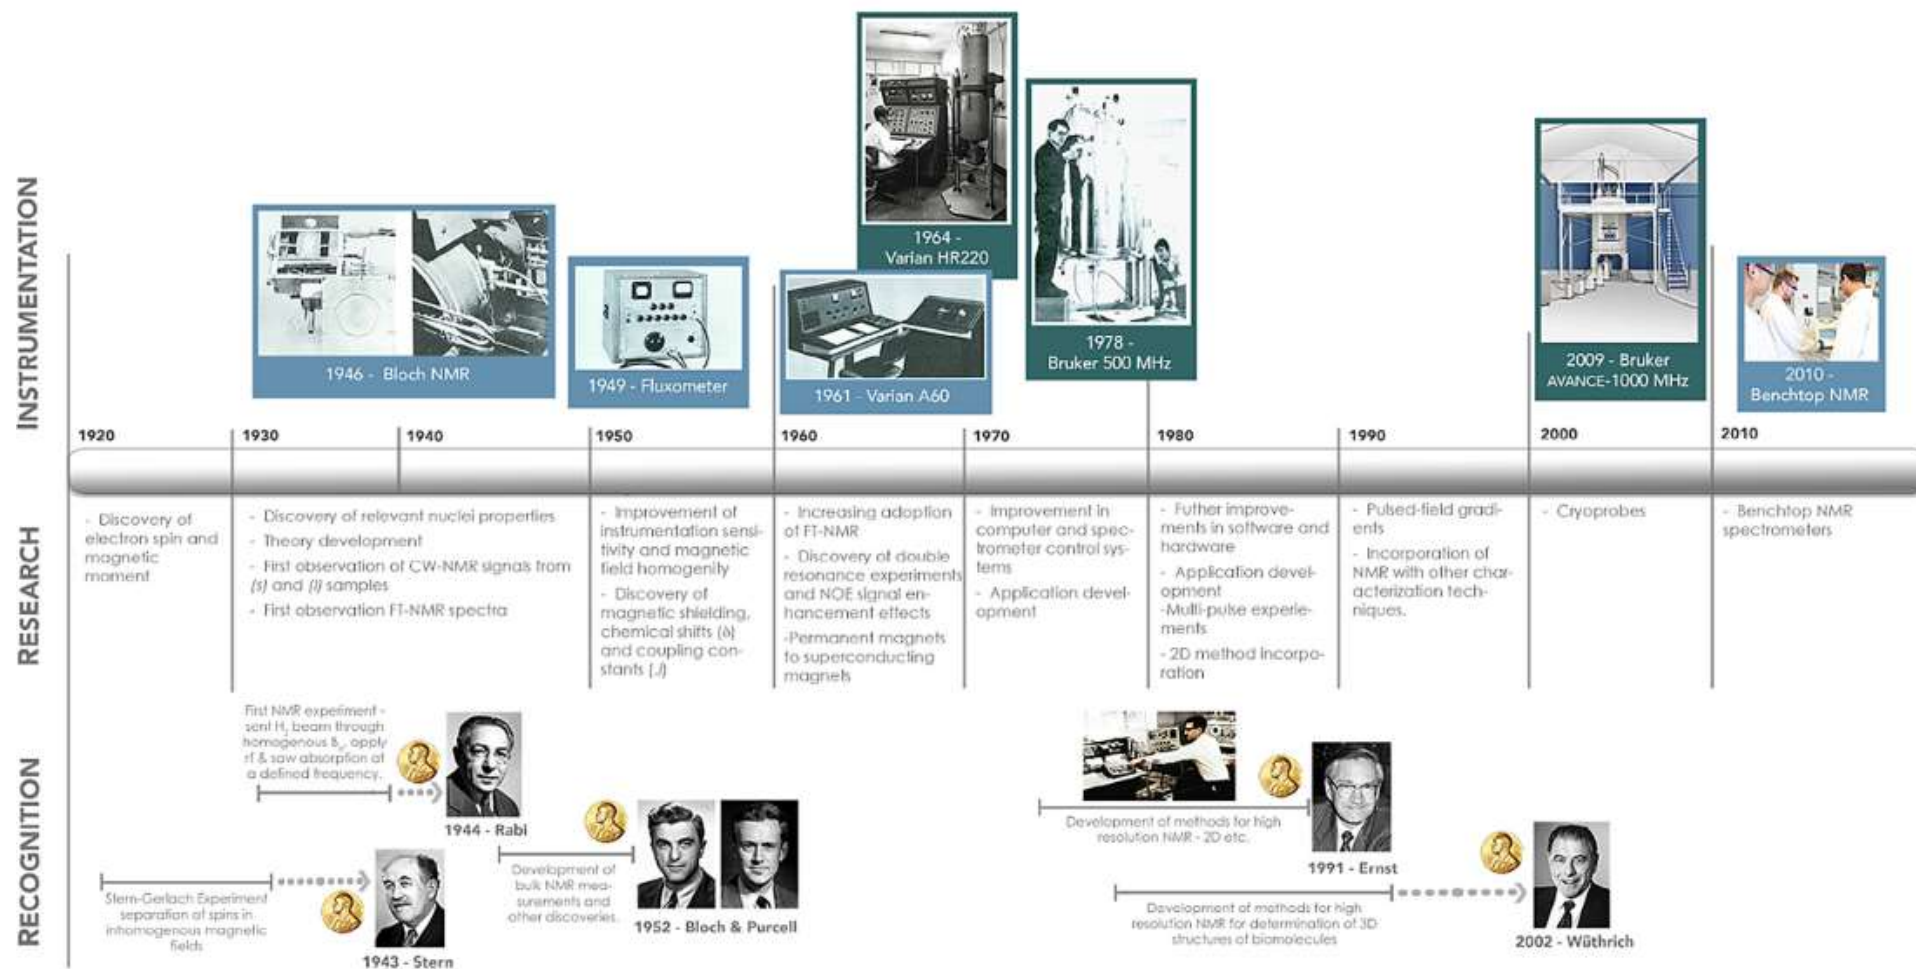 INSTRUMENTATION
1946 - Bloch NMR
1949 - Fluxometer
1961 - Varian A60
1964 -
Varian HR220
1978 -
Bruker 500 MHz
2009 - Bruker
AVANCE-1000 MHz
2010 -
Benchtop NMR
1920
1930
1940
1950
1960
1970
1980
1990
2000
2010
RESEARCH
- Discovery of
electron spin and
magnetic
moment
- Discovery of relevant nuclei properties
- Theory development
- First observation of CW-NMR signals from
(s) and (l) samples
- First observation FT-NMR spectra
- Improvement of
instrumentation sensi-
tivity and magnetic
field homogenity
- Discovery of
magnetic shielding,
chemical shifts (δ)
and coupling con-
stants (J)
- Increasing adoption
of FT-NMR
- Discovery of double
resonance experiments
and NOE signal en-
hancement effects
-Permanent magnets
to superconducting
magnets
- Improvement in
computer and spec-
trometer control sys-
tems
- Application devel-
opment
- Futher improve-
ments in software and
hardware
- Application devel-
opment
-Multi-pulse experie-
ments
- 2D method incorpo-
ration
- Pulsed-field gradi-
ents
- Incorporation of
NMR with other char-
acterization tech-
niques.
- Cryoprobes
- Benchtop NMR
spectrometers
RECOGNITION
First NMR experiment -
sent H₂ beam through
homogenous B₀, apply
rf & saw absorption at
a defined frequency.
1944 - Rabi
Stern-Gerlach Experiment
separation of spins in
inhomogenous magnetic
fields
1943 - Stern
Development of
bulk NMR mea-
surements and
other discoveries.
1952 - Bloch & Purcell
Development of methods for high
resolution NMR - 2D etc.
1991 - Ernst
Development of methods for high
resolution NMR for determination of 3D
structures of biomolecules
2002 - Wüthrich